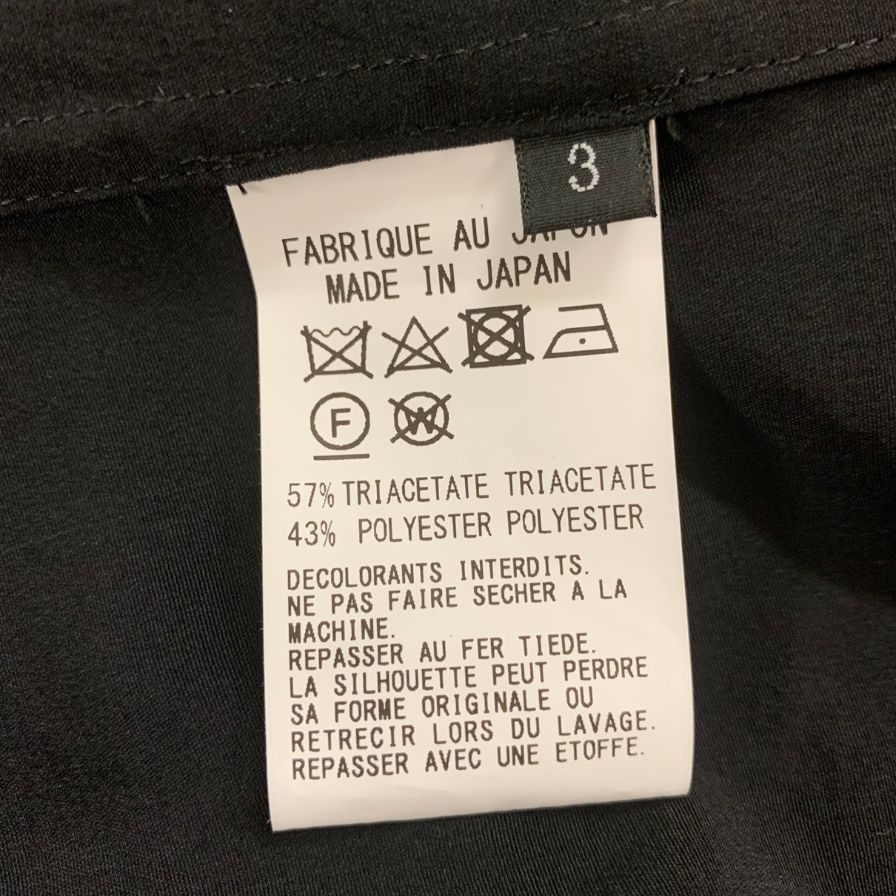 3
FABRIQUE AU JAPON
MADE IN JAPAN
F
W
57% TRIACETATE TRIACETATE
43% POLYESTER POLYESTER
DECOLORANTS INTERDITS.
NE PAS FAIRE SECHER A LA
MACHINE.
REPASSER AU FER TIEDE.
LA SILHOUETTE PEUT PERDRE
SA FORME ORIGINALE OU
RETRECIR LORS DU LAVAGE.
REPASSER AVEC UNE ETOFFE.